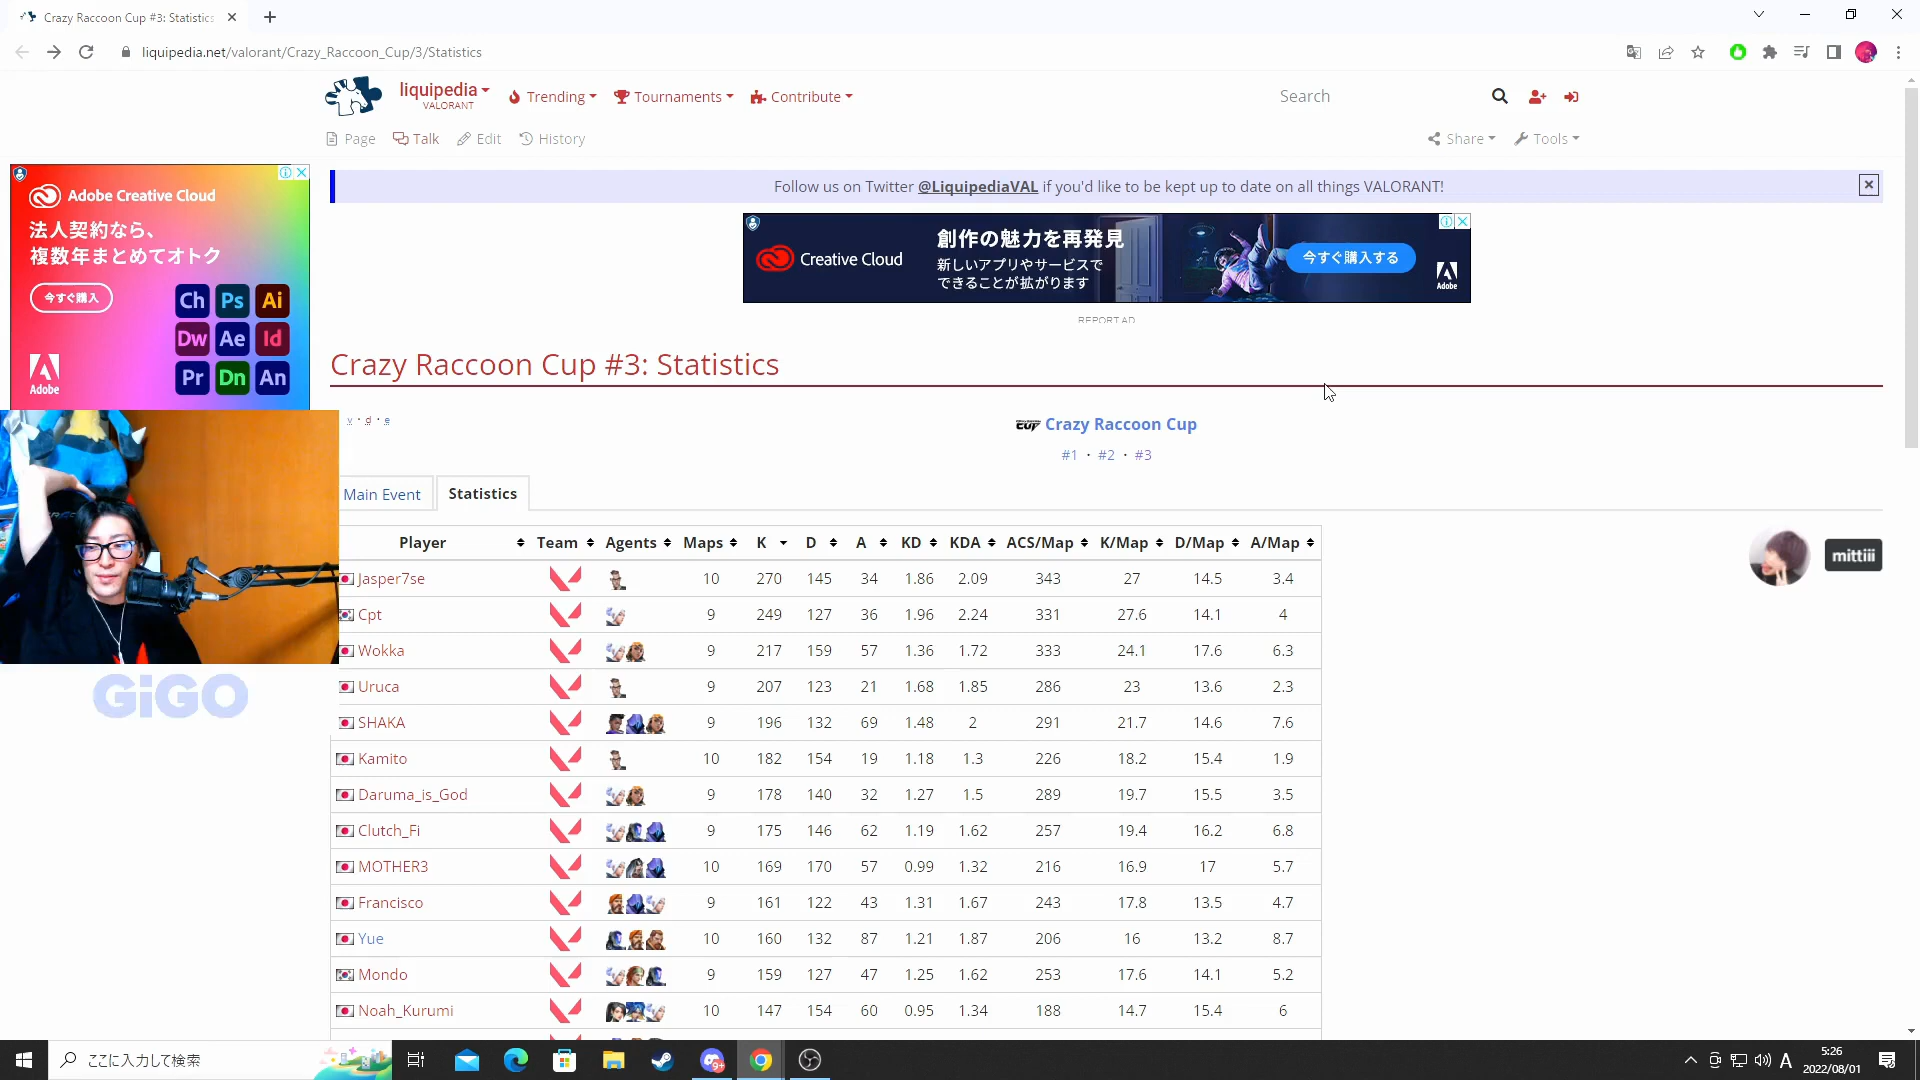 Crazy Raccoon Cup #3: Statistics
liquipedia.net/valorant/Crazy_Raccoon_Cup/3/Statistics
liquipedia
VALORANT
Trending
Tournaments
Contribute
Search
Page
Talk
Edit
History
Share
Tools
Follow us on Twitter @LiquipediaVAL if you'd like to be kept up to date on all things VALORANT!
Adobe Creative Cloud
法人契約なら、
複数年まとめてオトク
今すぐ購入
Ch Ps Ai
Dw Ae Id
Pr Dn An
Adobe
Creative Cloud
創作の魅力を再発見
新しいアプリやサービスで
できることが拡がります
今すぐ購入する
Adobe
REPORT AD
Crazy Raccoon Cup #3: Statistics
v · d · e
CUP Crazy Raccoon Cup
#1 · #2 · #3
Main Event
Statistics
Player Team Agents Maps K D A KD KDA ACS/Map K/Map D/Map A/Map
Jasper7se 10 270 145 34 1.86 2.09 343 27 14.5 3.4
Cpt 9 249 127 36 1.96 2.24 331 27.6 14.1 4
Wokka 9 217 159 57 1.36 1.72 333 24.1 17.6 6.3
Uruca 9 207 123 21 1.68 1.85 286 23 13.6 2.3
SHAKA 9 196 132 69 1.48 2 291 21.7 14.6 7.6
Kamito 10 182 154 19 1.18 1.3 226 18.2 15.4 1.9
Daruma_is_God 9 178 140 32 1.27 1.5 289 19.7 15.5 3.5
Clutch_Fi 9 175 146 62 1.19 1.62 257 19.4 16.2 6.8
MOTHER3 10 169 170 57 0.99 1.32 216 16.9 17 5.7
Francisco 9 161 122 43 1.31 1.67 243 17.8 13.5 4.7
Yue 10 160 132 87 1.21 1.87 206 16 13.2 8.7
Mondo 9 159 127 47 1.25 1.62 253 17.6 14.1 5.2
Noah_Kurumi 10 147 154 60 0.95 1.34 188 14.7 15.4 6
mittiii
GiGO
ここに入力して検索
9+
A
5:26
2022/08/01